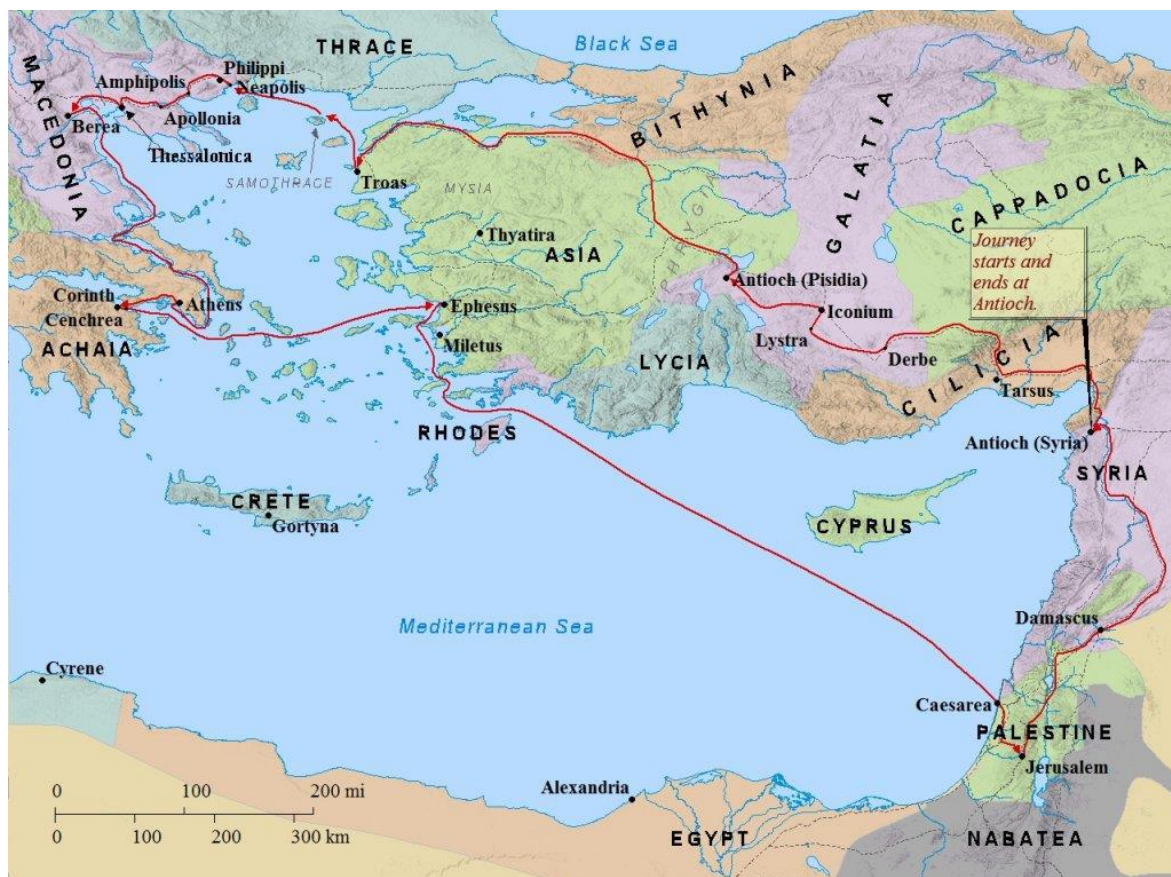 Black Sea
THRACE
MACEDONIA
Philippi
Amphipolis
Neapolis
Apollonia
Berea
Thessalonica
SAMOTHRACE
Troas
MYSIA
BITHYNIA
PONTUS
GALATIA
CAPPADOCIA
Thyatira
ASIA
PHRYG
Journey
starts and
ends at
Antioch.
Antioch (Pisidia)
Corinth
Cenchrea
Athens
Ephesus
Iconium
Lystra
Derbe
Miletus
ACHAIA
LYCIA
CILICIA
Tarsus
RHODES
Antioch (Syria)
SYRIA
CRETE
Gortyna
CYPRUS
Mediterranean Sea
Damascus
Cyrene
Caesarea
PALESTINE
Jerusalem
Alexandria
EGYPT
NABATEA
0 100 200 mi
0 100 200 300 km